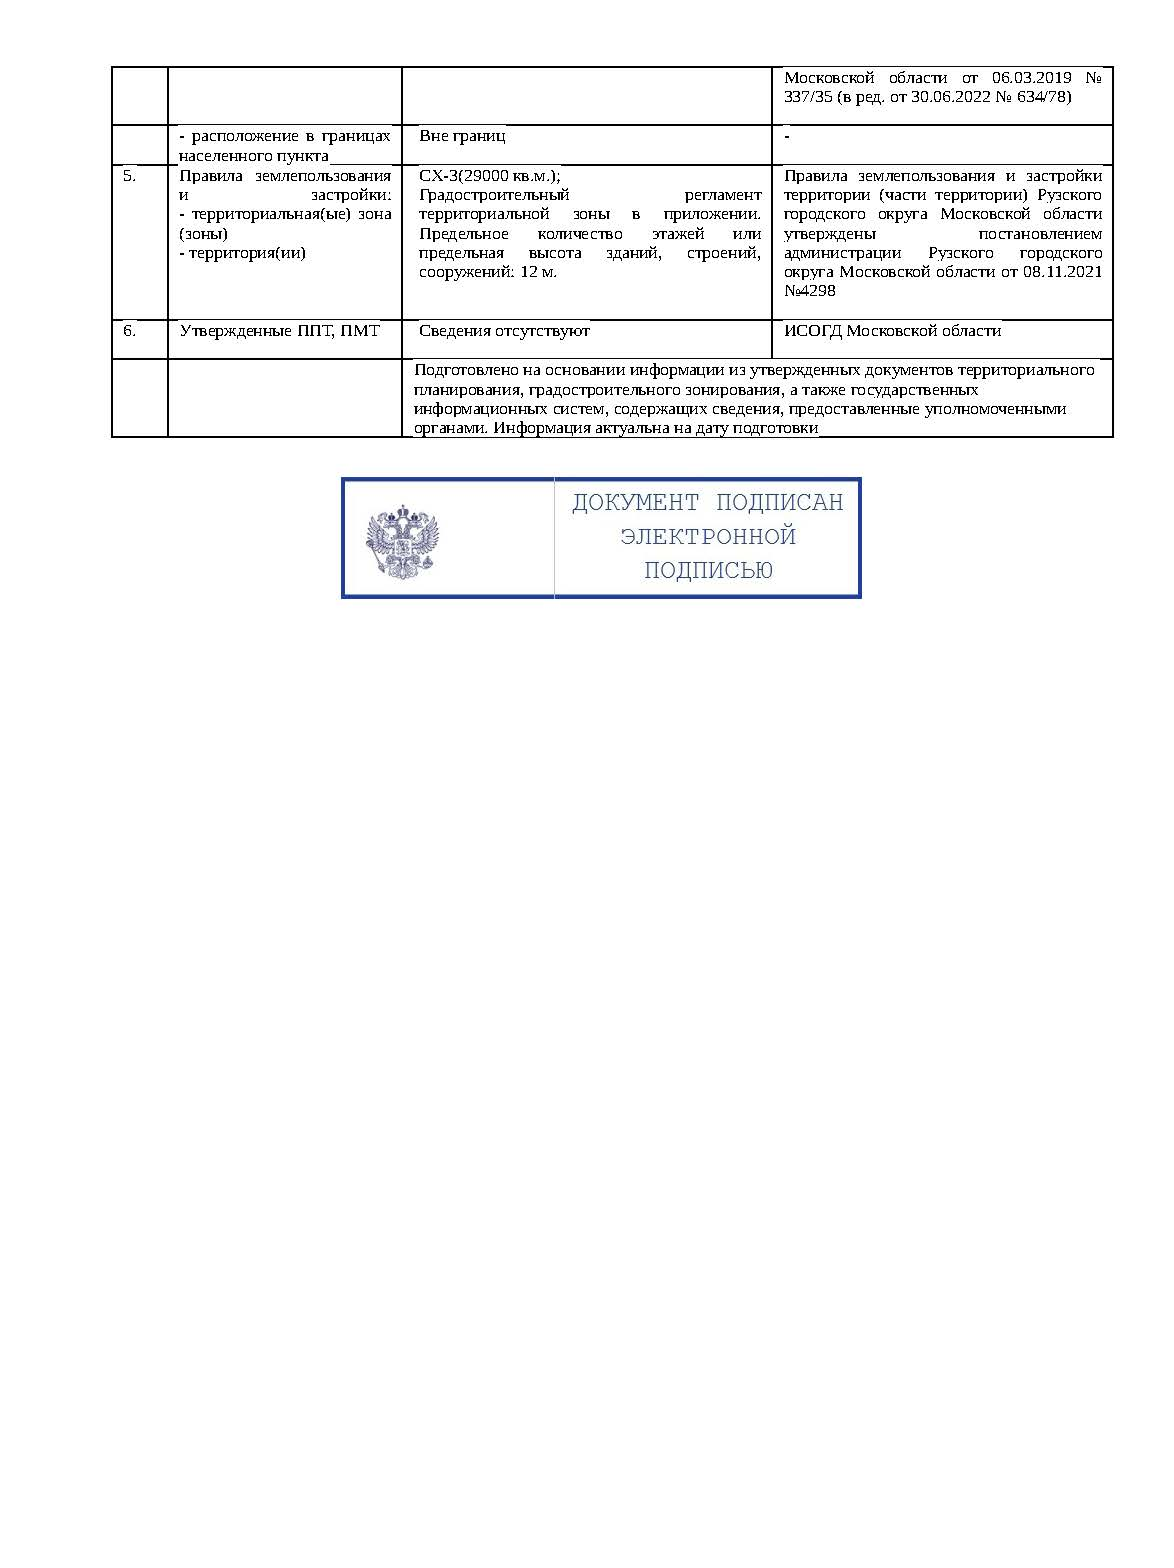 Московской области от 06.03.2019 №
337/35 (в ред. от 30.06.2022 № 634/78)
- расположение в границах
населенного пункта
Вне границ
-
5.
Правила землепользования
и застройки:
- территориальная(ые) зона
(зоны)
- территория(ии)
СХ-3(29000 кв.м.);
Градостроительный регламент
территориальной зоны в приложении.
Предельное количество этажей или
предельная высота зданий, строений,
сооружений: 12 м.
Правила землепользования и застройки
территории (части территории) Рузского
городского округа Московской области
утверждены постановлением
администрации Рузского городского
округа Московской области от 08.11.2021
№4298
6.
Утвержденные ППТ, ПМТ
Сведения отсутствуют
ИСОГД Московской области
Подготовлено на основании информации из утвержденных документов территориального
планирования, градостроительного зонирования, а также государственных
информационных систем, содержащих сведения, предоставленные уполномоченными
органами. Информация актуальна на дату подготовки
ДОКУМЕНТ ПОДПИСАН
ЭЛЕКТРОННОЙ
ПОДПИСЬЮ